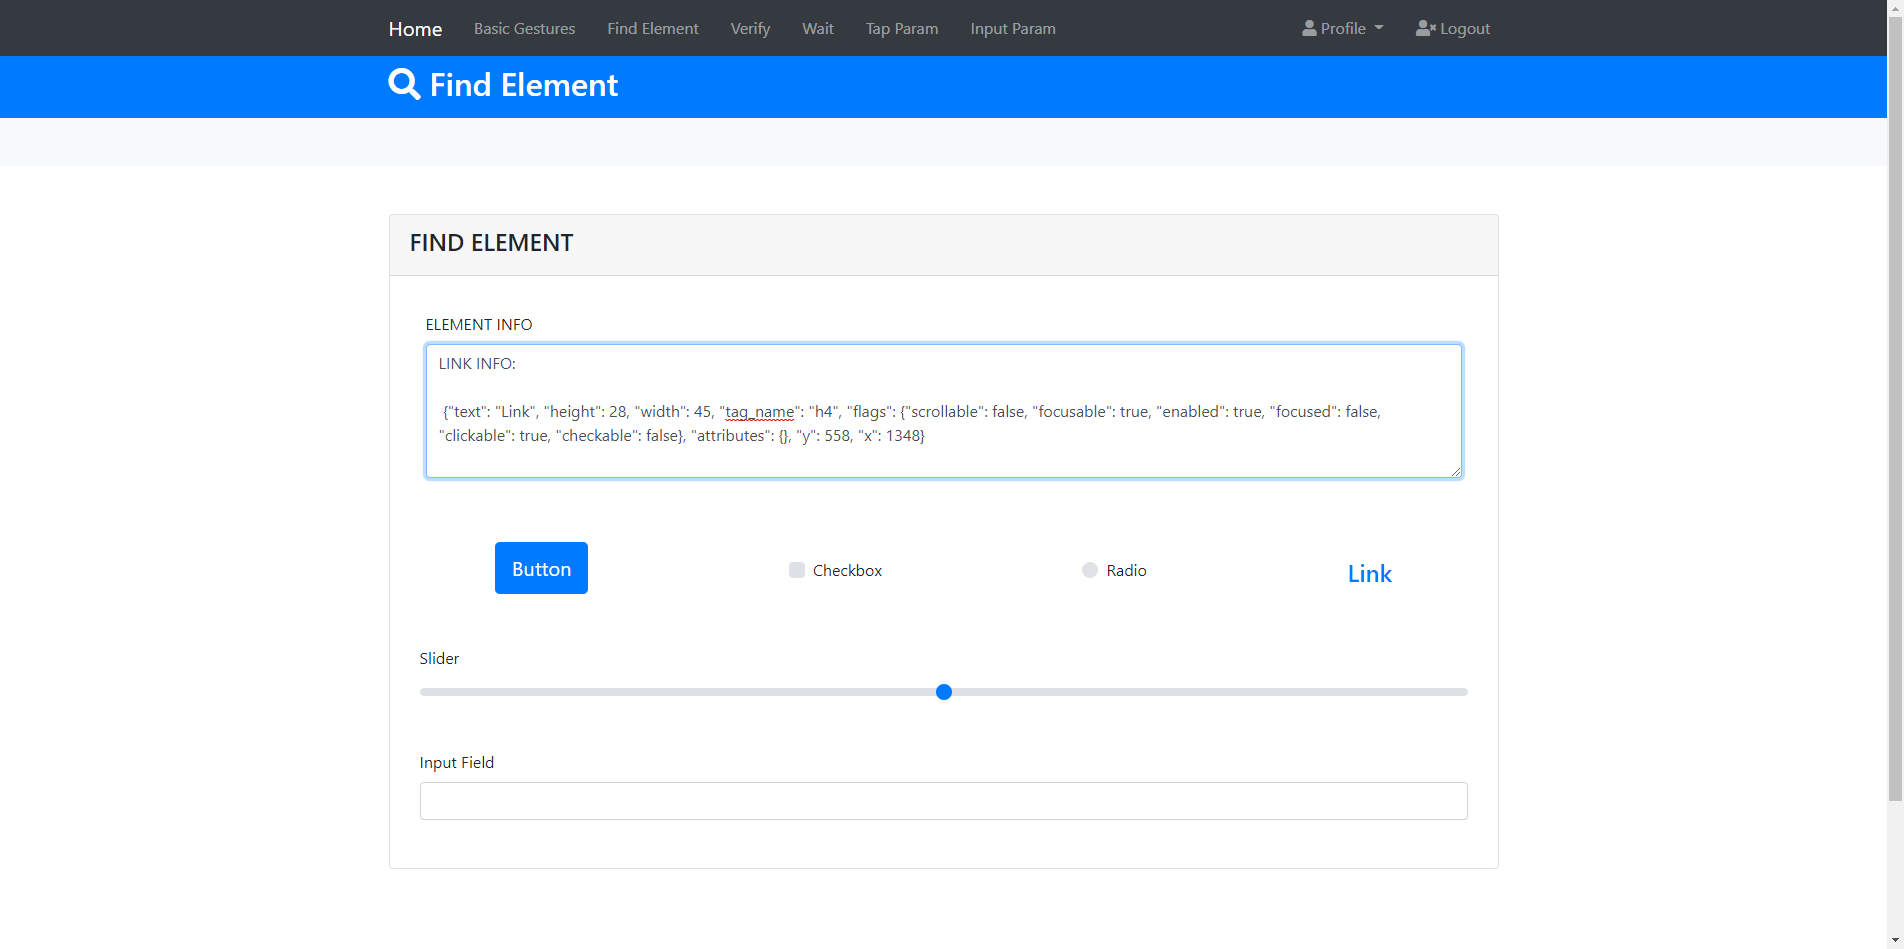 Home Basic Gestures Find Element Verify Wait Tap Param Input Param Profile Logout
Find Element
FIND ELEMENT
ELEMENT INFO
LINK INFO:
{"text": "Link", "height": 28, "width": 45, "tag_name": "h4", "flags": {"scrollable": false, "focusable": true, "enabled": true, "focused": false,
"clickable": true, "checkable": false}, "attributes": {}, "y": 558, "x": 1348}
Button Checkbox Radio Link
Slider
Input Field